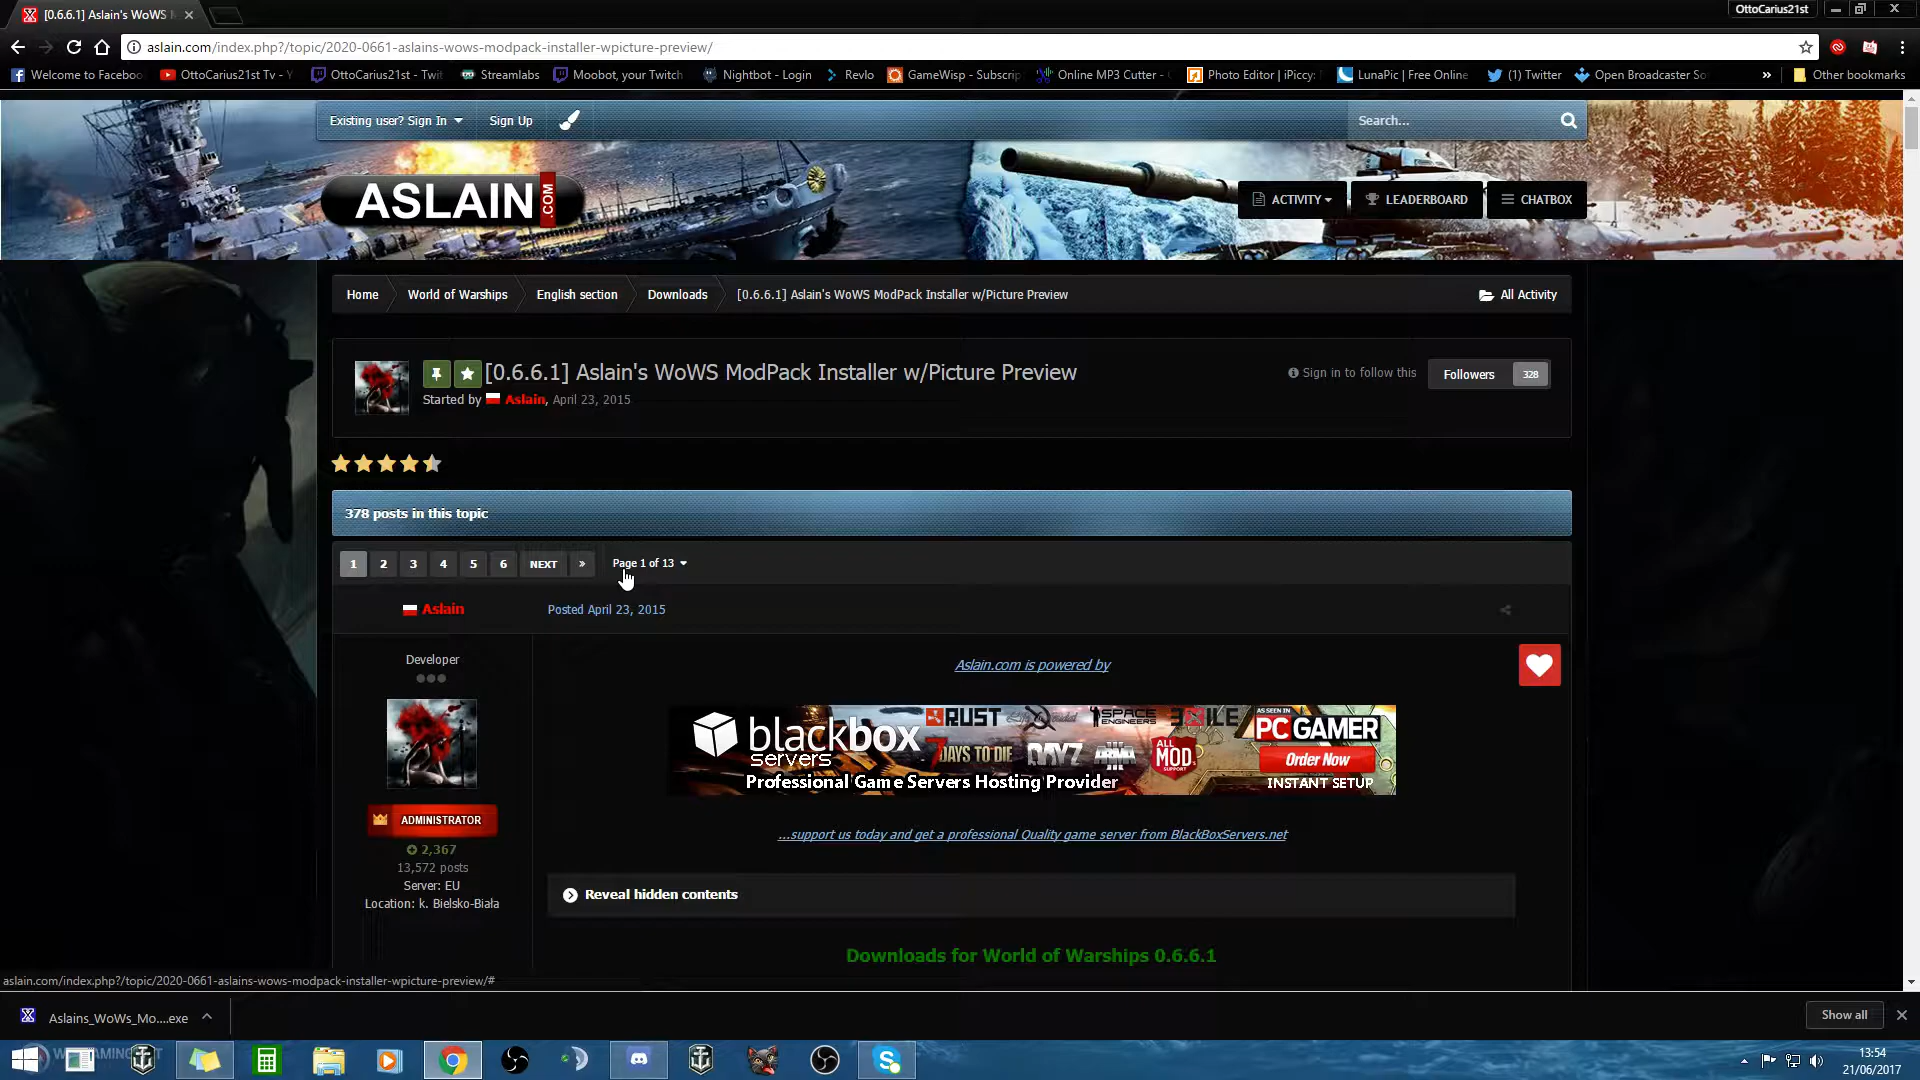 [0.6.6.1] Aslain's WoWS
OttoCarius21st
aslain.com/index.php?/topic/2020-0661-aslains-wows-modpack-installer-wpicture-preview/
Welcome to Faceboo
OttoCarius21st Tv - Y
OttoCarius21st - Twit
Streamlabs
Moobot, your Twitch
Nightbot - Login
Revlo
GameWisp - Subscrip
Online MP3 Cutter -
Photo Editor | iPiccy:
LunaPic | Free Online
(1) Twitter
Open Broadcaster So
»
Other bookmarks
Existing user? Sign In
Sign Up
Search...
ASLAIN.COM
ACTIVITY
LEADERBOARD
CHATBOX
Home
World of Warships
English section
Downloads
[0.6.6.1] Aslain's WoWS ModPack Installer w/Picture Preview
All Activity
[0.6.6.1] Aslain's WoWS ModPack Installer w/Picture Preview
Sign in to follow this
Followers 328
Started by Aslain, April 23, 2015
378 posts in this topic
1 2 3 4 5 6 NEXT » Page 1 of 13
Aslain
Posted April 23, 2015
Developer
Aslain.com is powered by
blackbox
servers
RUST
SPACE ENGINEERS
7 DAYS TO DIE
DAYZ
ARMA
ALL MOD SUPPORT
AS SEEN IN
PC GAMER
Order Now
Professional Game Servers Hosting Provider
INSTANT SETUP
ADMINISTRATOR
2,367
13,572 posts
Server: EU
Location: k. Bielsko-Biała
...support us today and get a professional Quality game server from BlackBoxServers.net
Reveal hidden contents
Downloads for World of Warships 0.6.6.1
aslain.com/index.php?/topic/2020-0661-aslains-wows-modpack-installer-wpicture-preview/#
Aslains_WoWs_Mo....exe
Show all
13:54
21/06/2017